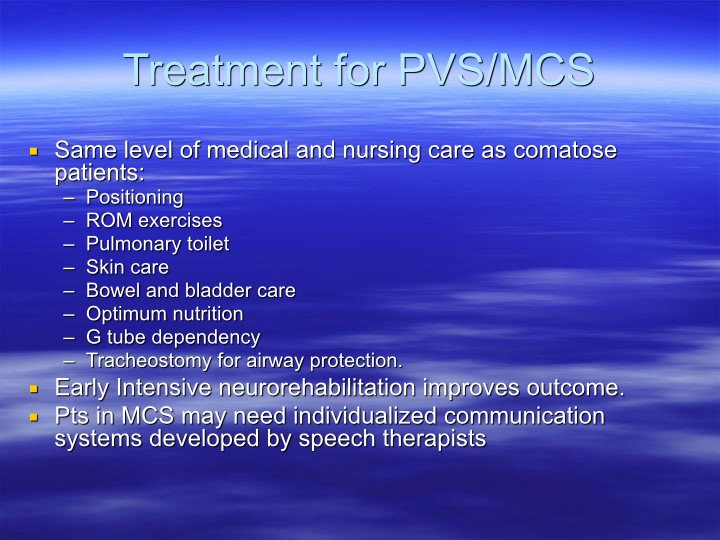 Treatment for PVS/MCS
Same level of medical and nursing care as comatose
patients:
– Positioning
– ROM exercises
– Pulmonary toilet
– Skin care
– Bowel and bladder care
– Optimum nutrition
– G tube dependency
– Tracheostomy for airway protection.
Early Intensive neurorehabilitation improves outcome.
Pts in MCS may need individualized communication
systems developed by speech therapists